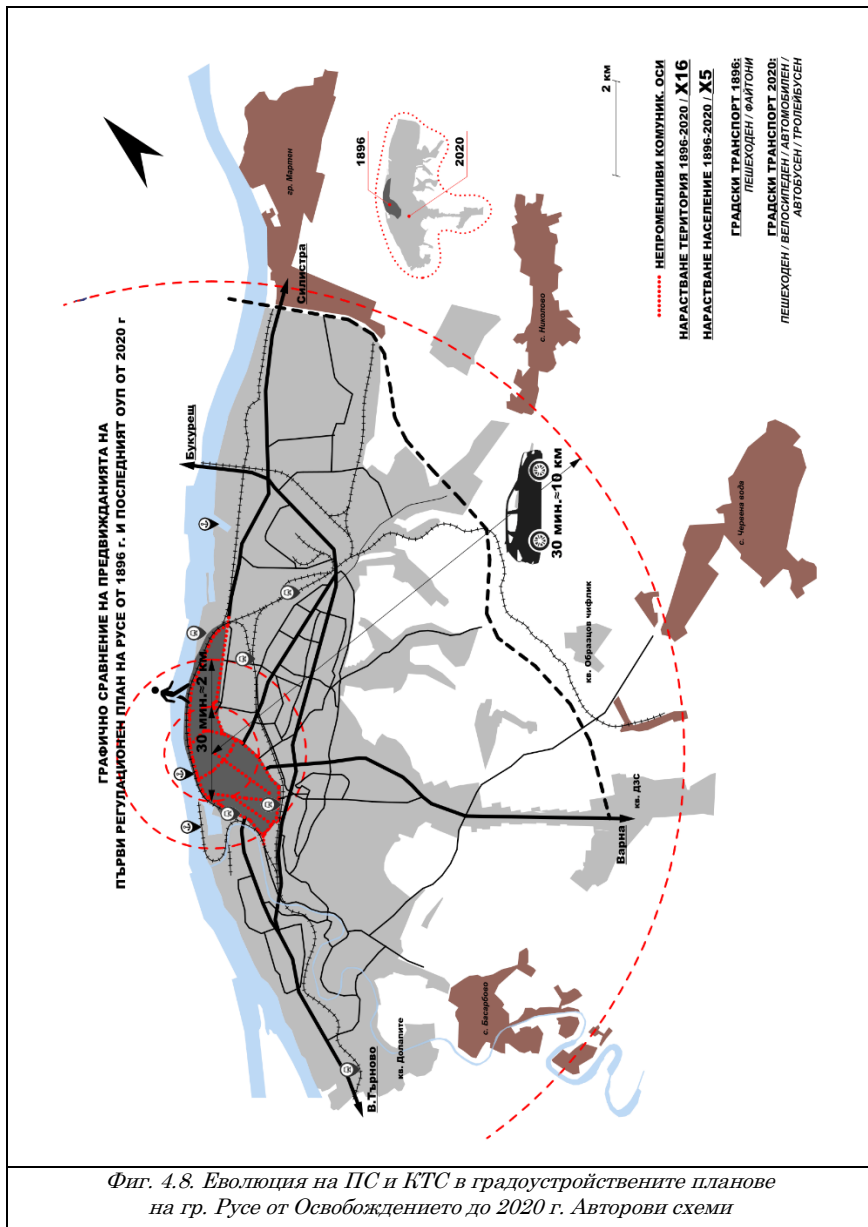 ГРАФИЧНО СРАВНЕНИЕ НА ПРЕДВИЖДАНИЯТА НА
ПЪРВИ РЕГУЛАЦИОНЕН ПЛАН НА РУСЕ ОТ 1896 г. И ПОСЛЕДНИЯТ ОУП ОТ 2020 г
гр. Мартен
Силистра
Букурещ
1896
2020
с. Николово
30 мин.≈2 км
30 мин.≈10 км
с. Червена вода
кв. Образцов чифлик
кв. ДЗС
Варна
с. Басарбово
кв. Долапите
В.Търново
2 км
НЕПРОМЕНЛИВИ КОМУНИК. ОСИ
НАРАСТВАНЕ ТЕРИТОРИЯ 1896-2020 / X16
НАРАСТВАНЕ НАСЕЛЕНИЕ 1896-2020 / X5
ГРАДСКИ ТРАНСПОРТ 1896:
ПЕШЕХОДЕН / ФАЙТОНИ
ГРАДСКИ ТРАНСПОРТ 2020:
ПЕШЕХОДЕН / ВЕЛОСИПЕДЕН / АВТОМОБИЛЕН /
АВТОБУСЕН / ТРОЛЕЙБУСЕН
Фиг. 4.8. Еволюция на ПС и КТС в градоустройствените планове
на гр. Русе от Освобождението до 2020 г. Авторови схеми